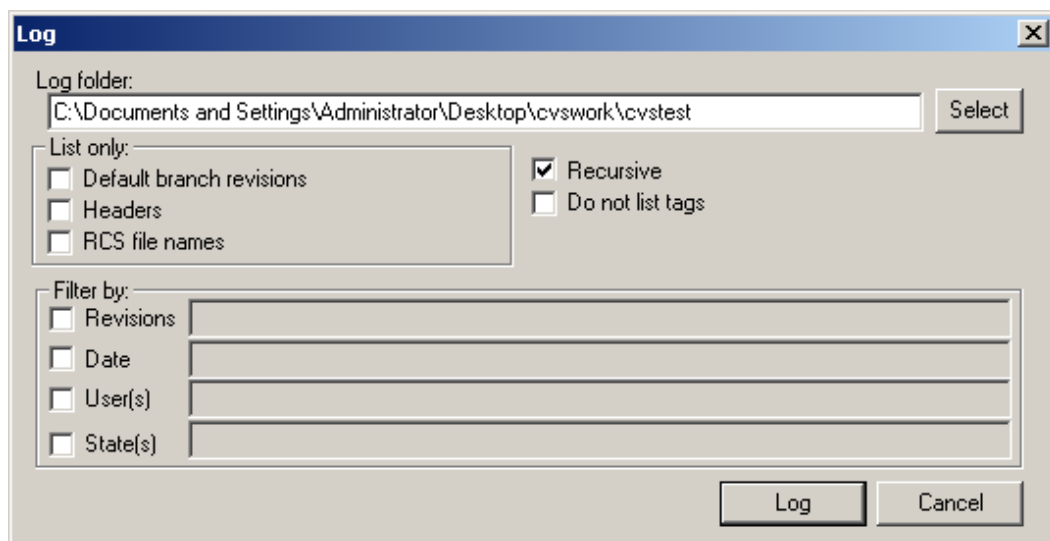 Log
Log folder:
C:\Documents and Settings\Administrator\Desktop\cvswork\cvstest
Select
List only:
Default branch revisions
Headers
RCS file names
Recursive
Do not list tags
Filter by:
Revisions
Date
User(s)
State(s)
Log
Cancel